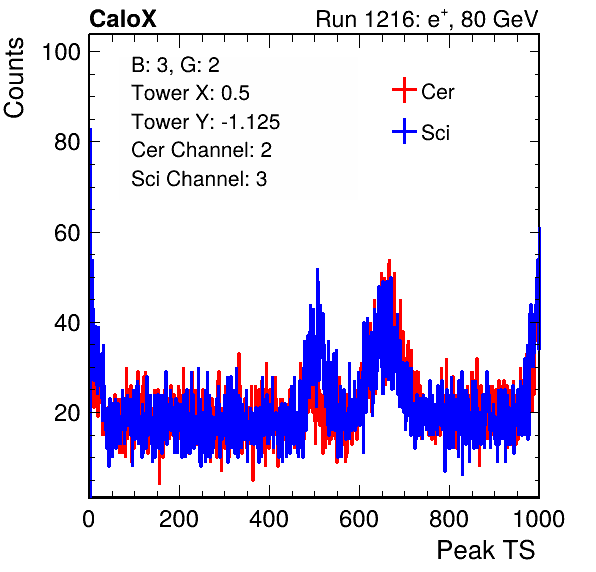 CaloX Run 1216: e⁺, 80 GeV
Counts
100
80
60
40
20
B: 3, G: 2
Tower X: 0.5
Tower Y: -1.125
Cer Channel: 2
Sci Channel: 3
Cer
Sci
0 200 400 600 800 1000
Peak TS